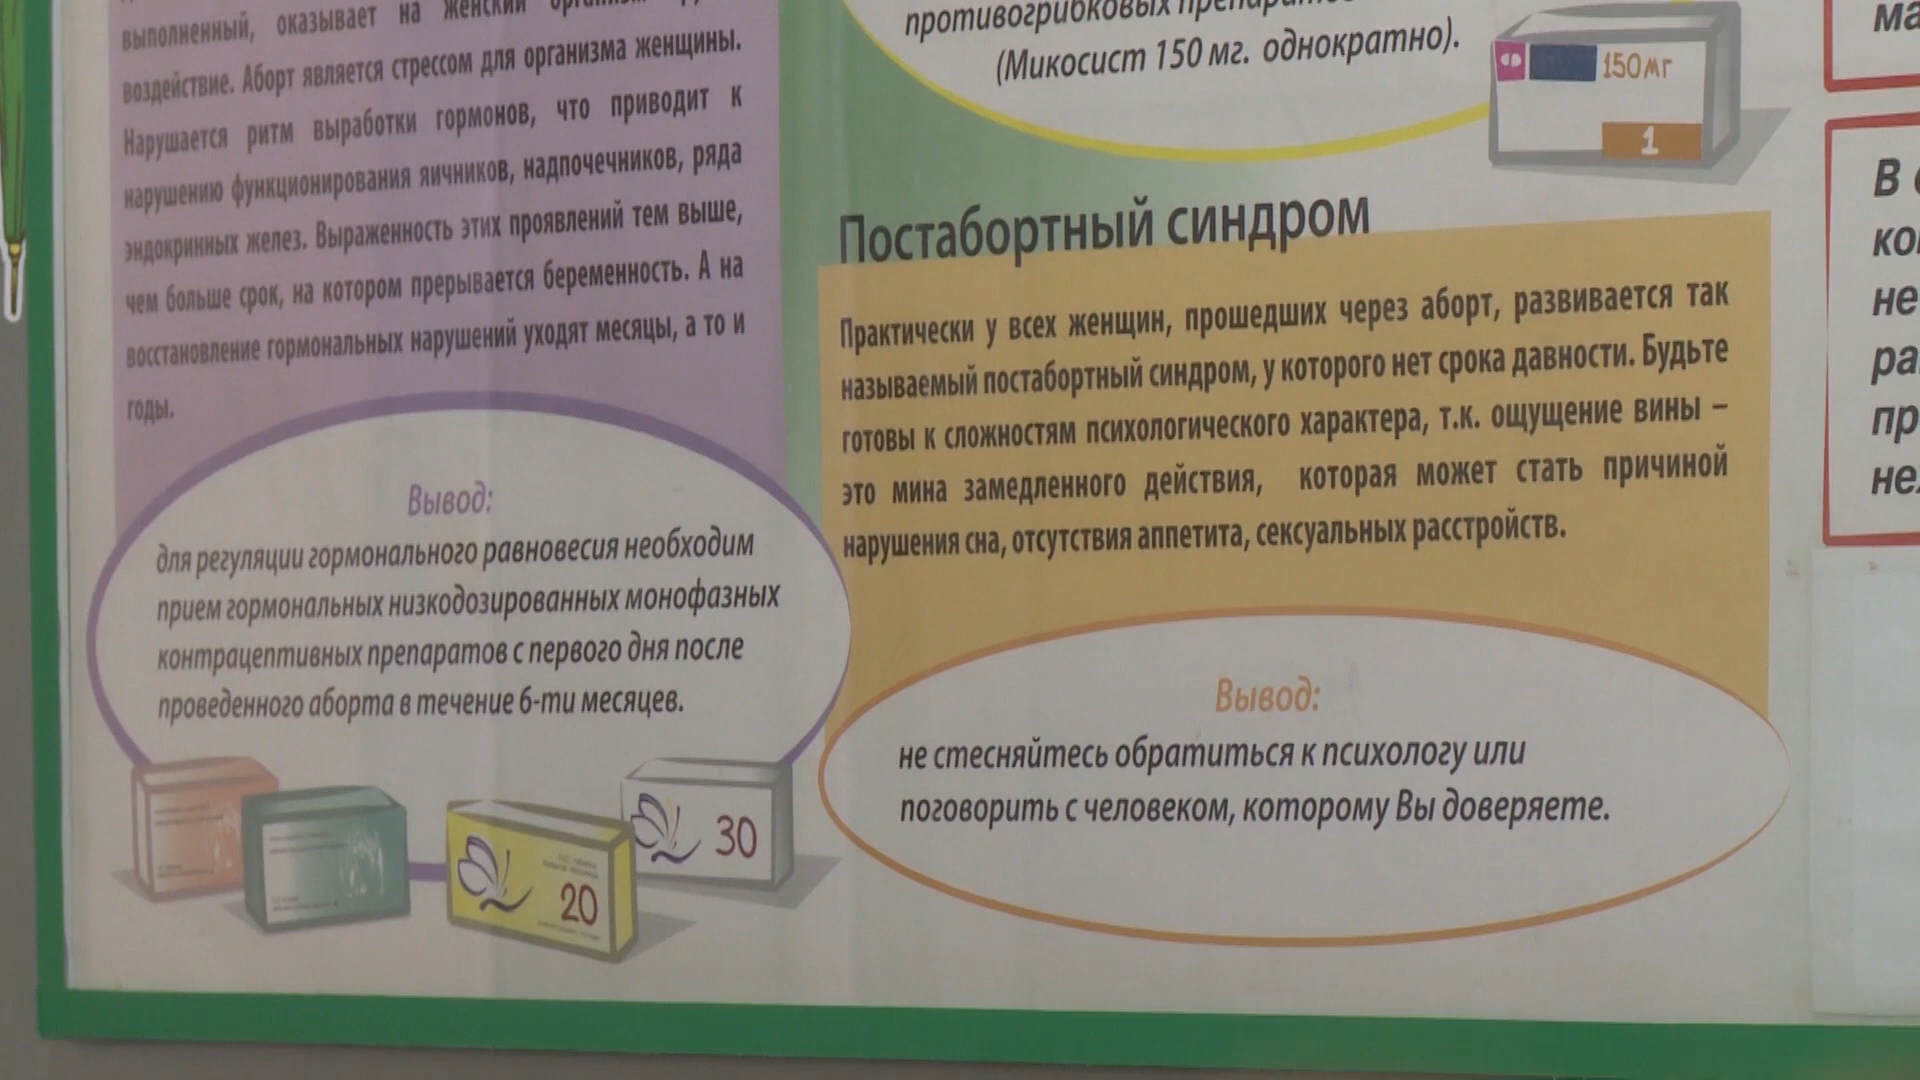 выполненный, оказывает на женский
воздействие. Аборт является стрессом для организма женщины.
Нарушается ритм выработки гормонов, что приводит к
нарушению функционирования яичников, надпочечников, ряда
эндокринных желез. Выраженность этих проявлений тем выше,
чем больше срок, на котором прерывается беременность. А на
восстановление гормональных нарушений уходят месяцы, а то и
годы.
Вывод:
для регуляции гормонального равновесия необходим
прием гормональных низкодозированных монофазных
контрацептивных препаратов с первого дня после
проведенного аборта в течение 6-ти месяцев.
20
30
противогрибковых
(Микосист 150 мг. однократно).
150мг
1
Постабортный синдром
Практически у всех женщин, прошедших через аборт, развивается так
называемый постабортный синдром, у которого нет срока давности. Будьте
готовы к сложностям психологического характера, т.к. ощущение вины –
это мина замедленного действия, которая может стать причиной
нарушения сна, отсутствия аппетита, сексуальных расстройств.
Вывод:
не стесняйтесь обратиться к психологу или
поговорить с человеком, которому Вы доверяете.
В
не